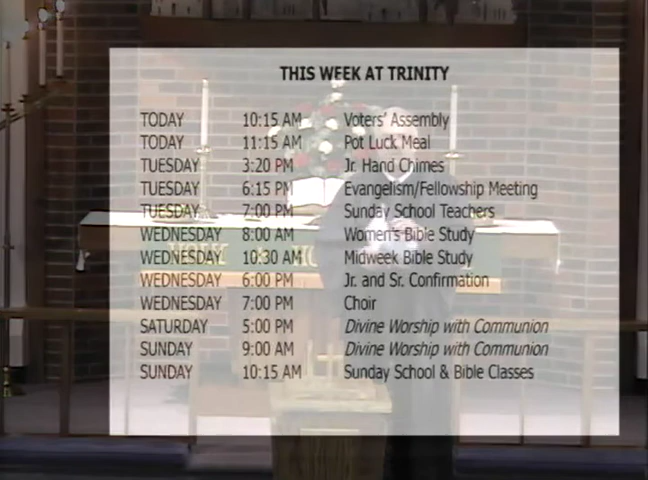 THIS WEEK AT TRINITY
TODAY 10:15 AM Voters' Assembly
TODAY 11:15 AM Pot Luck Meal
TUESDAY 3:20 PM Jr. Hand Chimes
TUESDAY 6:15 PM Evangelism/Fellowship Meeting
TUESDAY 7:00 PM Sunday School Teachers
WEDNESDAY 8:00 AM Women's Bible Study
WEDNESDAY 10:30 AM Midweek Bible Study
WEDNESDAY 6:00 PM Jr. and Sr. Confirmation
WEDNESDAY 7:00 PM Choir
SATURDAY 5:00 PM Divine Worship with Communion
SUNDAY 9:00 AM Divine Worship with Communion
SUNDAY 10:15 AM Sunday School & Bible Classes